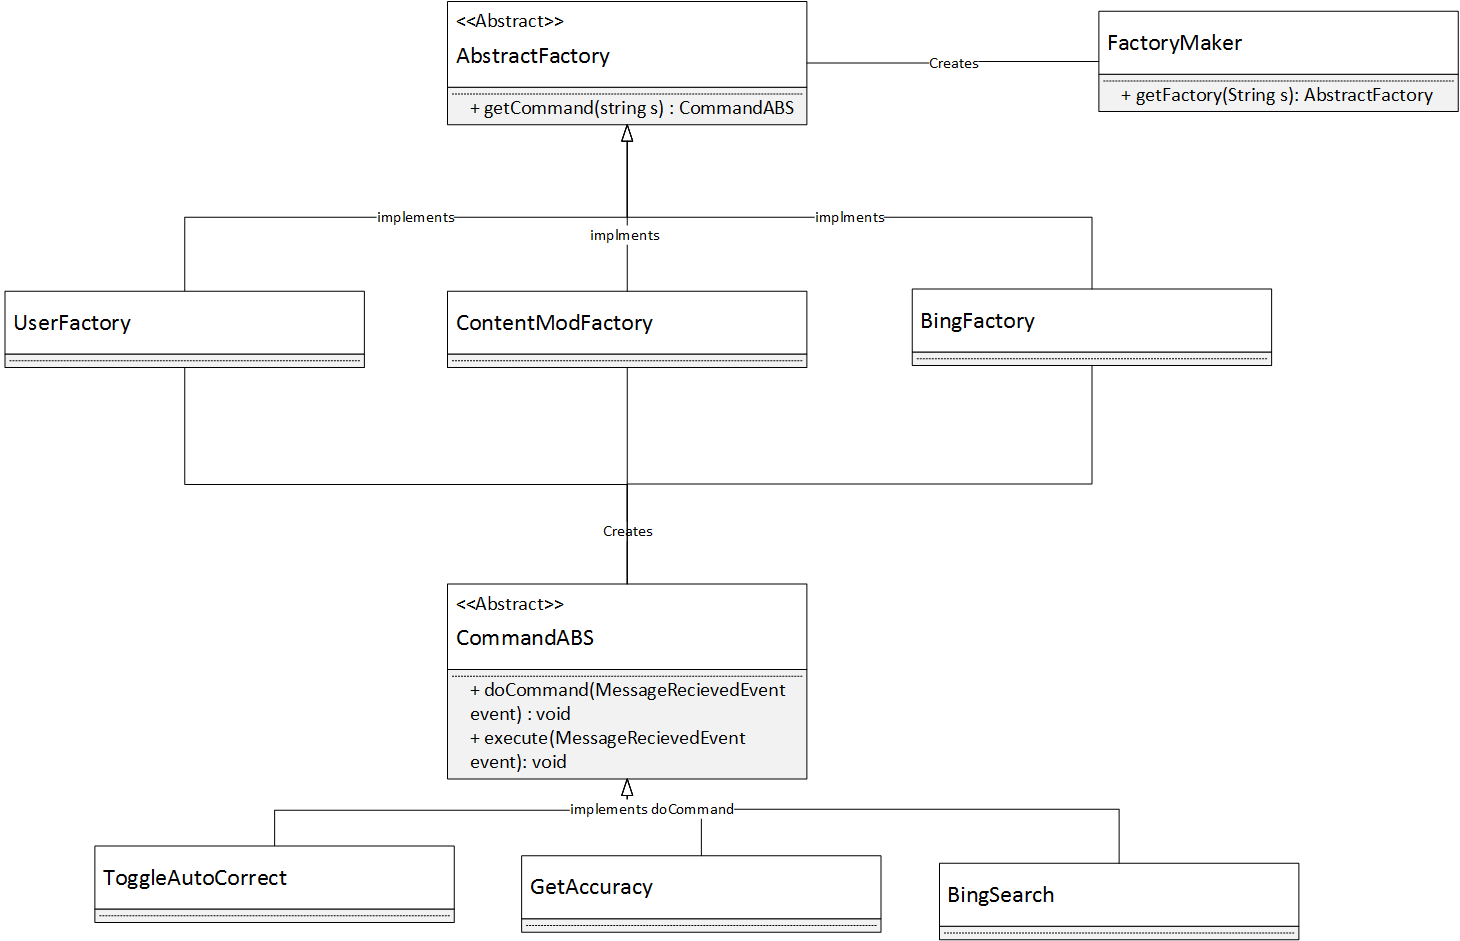 <<Abstract>>
AbstractFactory
+ getCommand(string s) : CommandABS
Creates
FactoryMaker
+ getFactory(String s): AbstractFactory
implements
implments
implments
UserFactory
ContentModFactory
BingFactory
Creates
<<Abstract>>
CommandABS
+ doCommand(MessageRecievedEvent
event) : void
+ execute(MessageRecievedEvent
event): void
implements doCommand
ToggleAutoCorrect
GetAccuracy
BingSearch